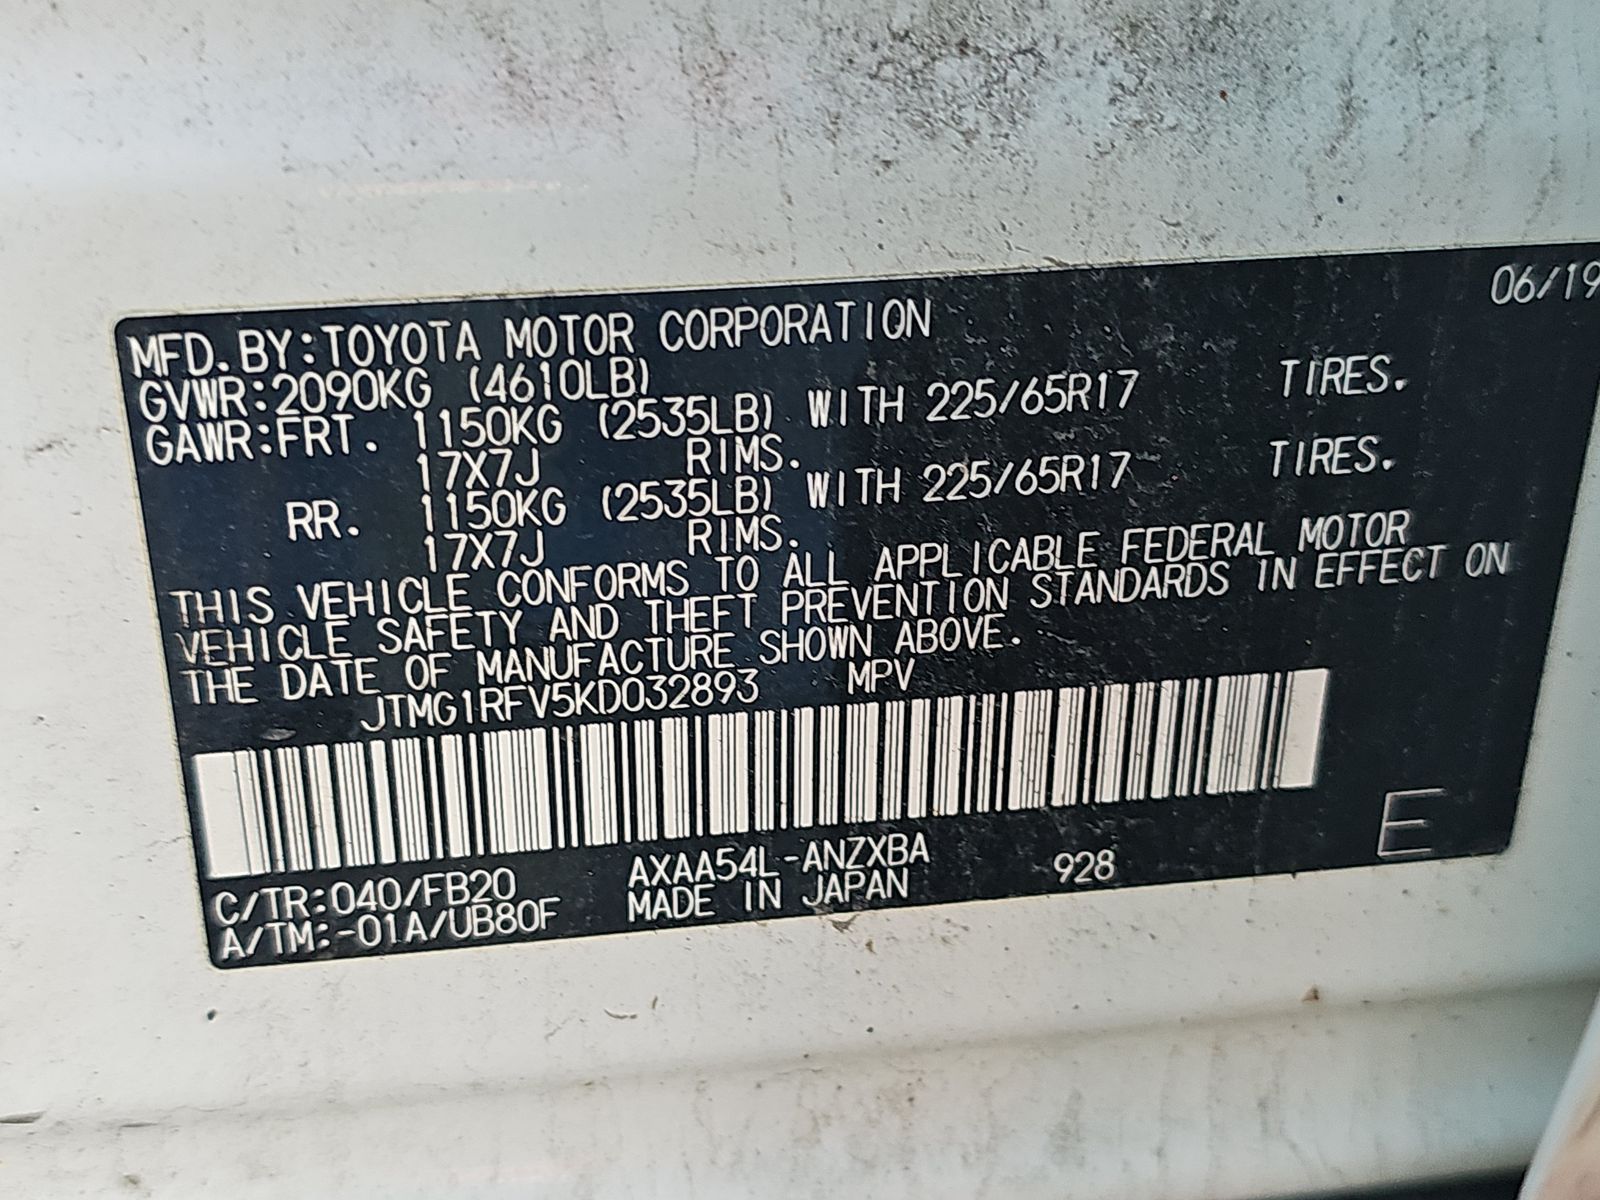 06/19
MFD.BY:TOYOTA MOTOR CORPORATION
GVWR:2090KG (4610LB)
GAWR:FRT. 1150KG (2535LB) WITH 225/65R17 TIRES.
17X7J RIMS.
RR. 1150KG (2535LB) WITH 225/65R17 TIRES.
17X7J RIMS.
THIS VEHICLE CONFORMS TO ALL APPLICABLE FEDERAL MOTOR
VEHICLE SAFETY AND THEFT PREVENTION STANDARDS IN EFFECT ON
THE DATE OF MANUFACTURE SHOWN ABOVE.
JTMG1RFV5KD032893 MPV
E
C/TR:040/FB20 AXAA54L-ANZXBA 928
A/TM:-01A/UB80F MADE IN JAPAN